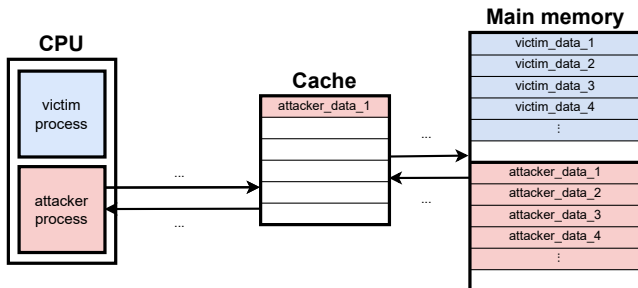 CPU
victim
process
attacker
process
...
...
Cache
attacker_data_1
...
...
Main memory
victim_data_1
victim_data_2
victim_data_3
victim_data_4
⋮
attacker_data_1
attacker_data_2
attacker_data_3
attacker_data_4
⋮